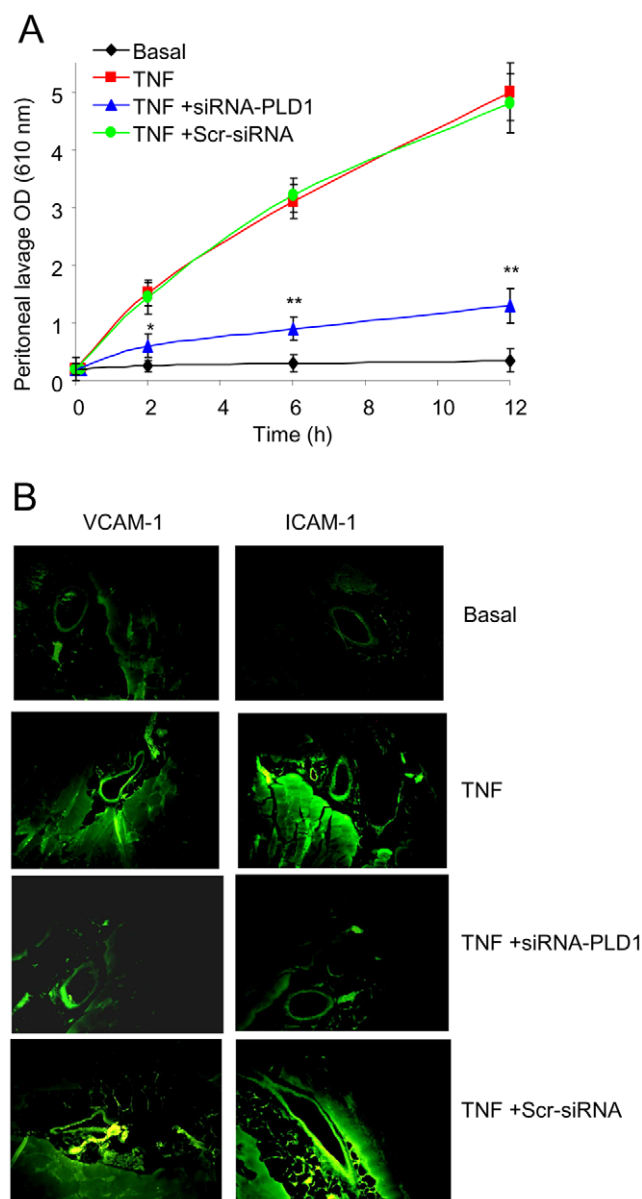 A
Basal
TNF
TNF +siRNA-PLD1
TNF +Scr-siRNA
Peritoneal lavage OD (610 nm)
5
4
3
2
1
0
*
**
**
0 2 4 6 8 10 12
Time (h)
B
VCAM-1 ICAM-1
Basal
TNF
TNF +siRNA-PLD1
TNF +Scr-siRNA